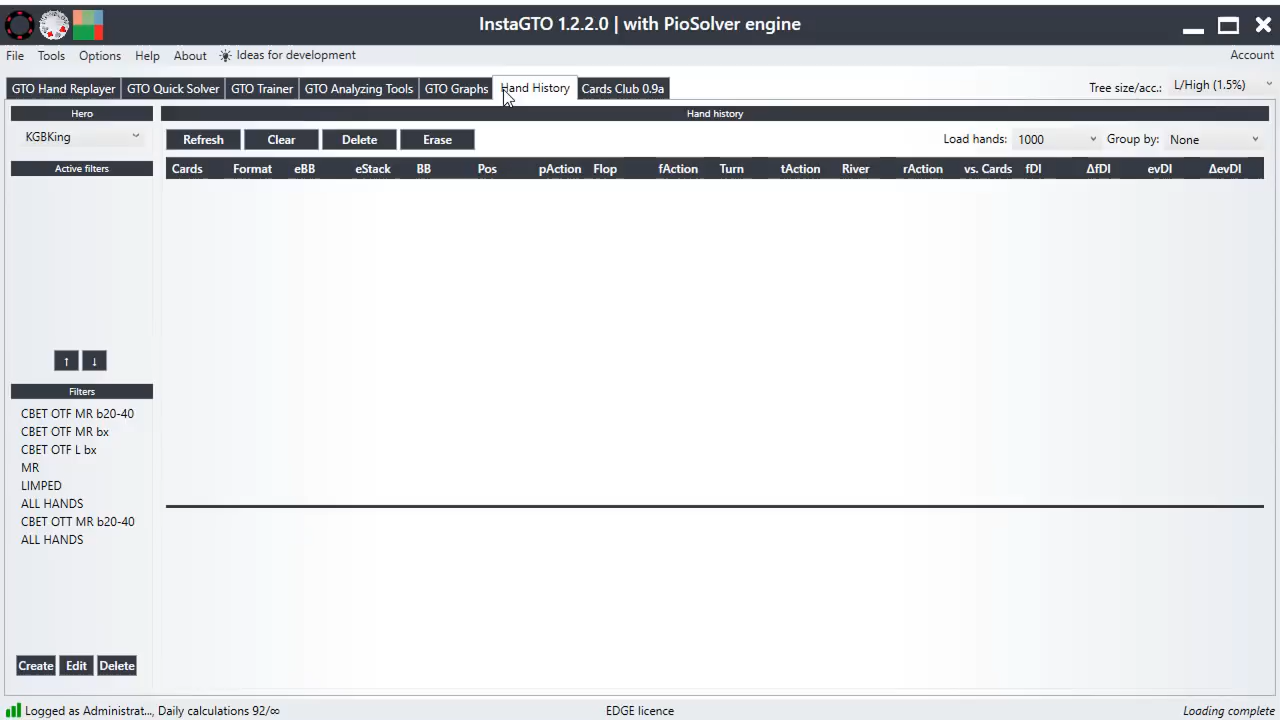 InstaGTO 1.2.2.0 | with PioSolver engine
File Tools Options Help About Ideas for development Account
GTO Hand Replayer GTO Quick Solver GTO Trainer GTO Analyzing Tools GTO Graphs Hand History Cards Club 0.9a Tree size/acc.: L/High (1.5%)
Hero
Hand history
KGBKing
Refresh Clear Delete Erase Load hands: 1000 Group by: None
Active filters
Cards Format eBB eStack BB Pos pAction Flop fAction Turn tAction River rAction vs. Cards fDI ΔfDI evDI ΔevDI
↑ ↓
Filters
CBET OTF MR b20-40
CBET OTF MR bx
CBET OTF L bx
MR
LIMPED
ALL HANDS
CBET OTT MR b20-40
ALL HANDS
Create Edit Delete
Logged as Administrat..., Daily calculations 92/∞ EDGE licence Loading complete